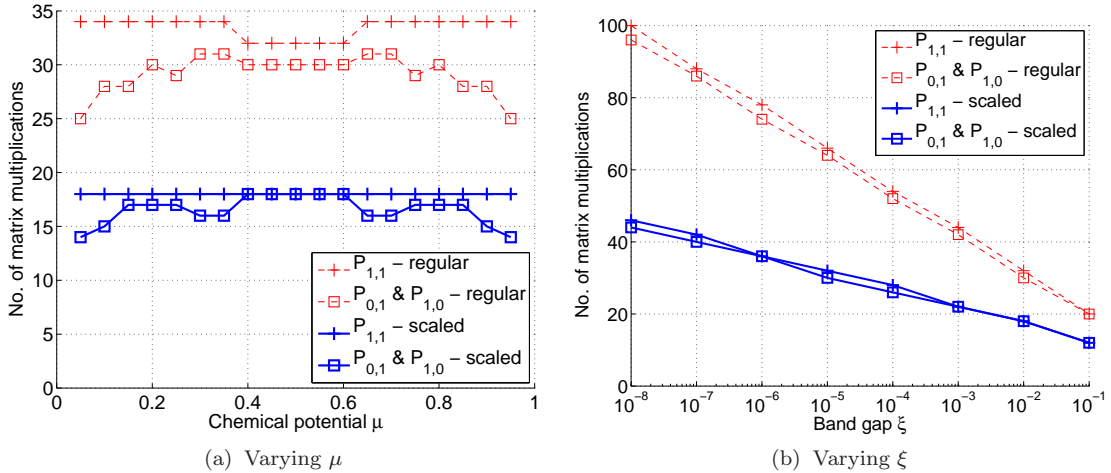 35
30
25
20
15
10
5
0
No. of matrix multiplications
P1,1 − regular
P0,1 & P1,0 − regular
P1,1 − scaled
P0,1 & P1,0 − scaled
0 0.2 0.4 0.6 0.8 1
Chemical potential μ
(a) Varying μ
100
80
60
40
20
0
No. of matrix multiplications
P1,1 − regular
P0,1 & P1,0 − regular
P1,1 − scaled
P0,1 & P1,0 − scaled
10−8 10−7 10−6 10−5 10−4 10−3 10−2 10−1
Band gap ξ
(b) Varying ξ